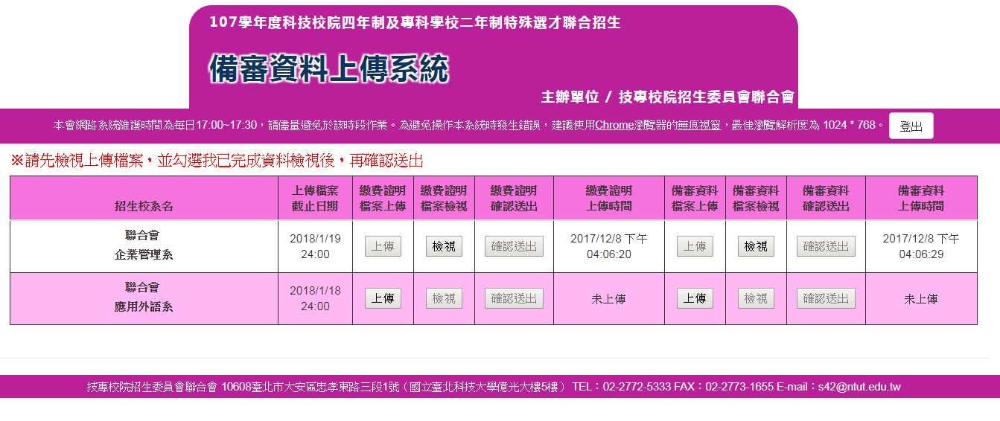 107學年度科技校院四年制及專科學校二年制特殊選才聯合招生
備審資料上傳系統
主辦單位 / 技專校院招生委員會聯合會
本會網路系統維護時間為每日17:00~17:30，請儘量避免於該時段作業。為避免操作本系統時發生錯誤，建議使用Chrome瀏覽器的無痕視窗，最佳瀏覽解析度為 1024 * 768。 登出
※請先檢視上傳檔案，並勾選我已完成資料檢視後，再確認送出
招生校系名
上傳檔案
截止日期
繳費證明
檔案上傳
繳費證明
檔案檢視
繳費證明
確認送出
繳費證明
上傳時間
備審資料
檔案上傳
備審資料
檔案檢視
備審資料
確認送出
備審資料
上傳時間
聯合會
企業管理系
2018/1/19
24:00
上傳
檢視
確認送出
2017/12/8 下午
04:06:20
上傳
檢視
確認送出
2017/12/8 下午
04:06:29
聯合會
應用外語系
2018/1/18
24:00
上傳
檢視
確認送出
未上傳
上傳
檢視
確認送出
未上傳
技專校院招生委員會聯合會 10608臺北市大安區忠孝東路三段1號（國立臺北科技大學億光大樓5樓） TEL：02-2772-5333 FAX：02-2773-1655 E-mail：s42@ntut.edu.tw